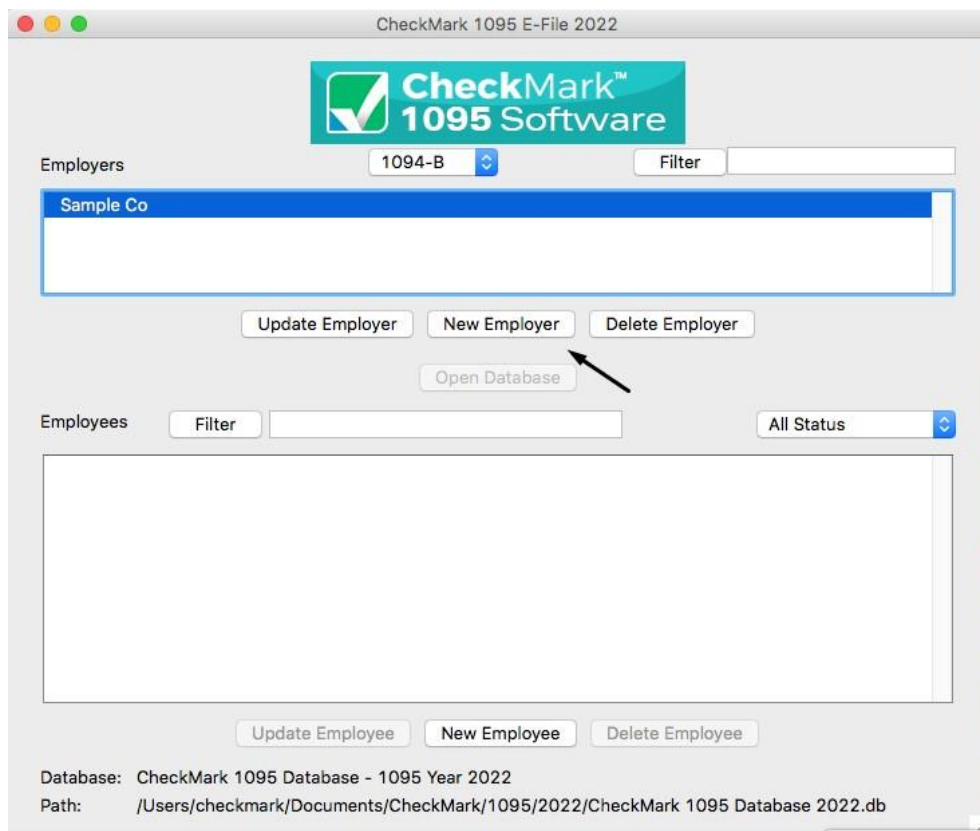 CheckMark 1095 E-File 2022
CheckMark™
1095 Software
Employers 1094-B Filter
Sample Co
Update Employer New Employer Delete Employer
Open Database
Employees Filter All Status
Update Employee New Employee Delete Employee
Database: CheckMark 1095 Database - 1095 Year 2022
Path: /Users/checkmark/Documents/CheckMark/1095/2022/CheckMark 1095 Database 2022.db